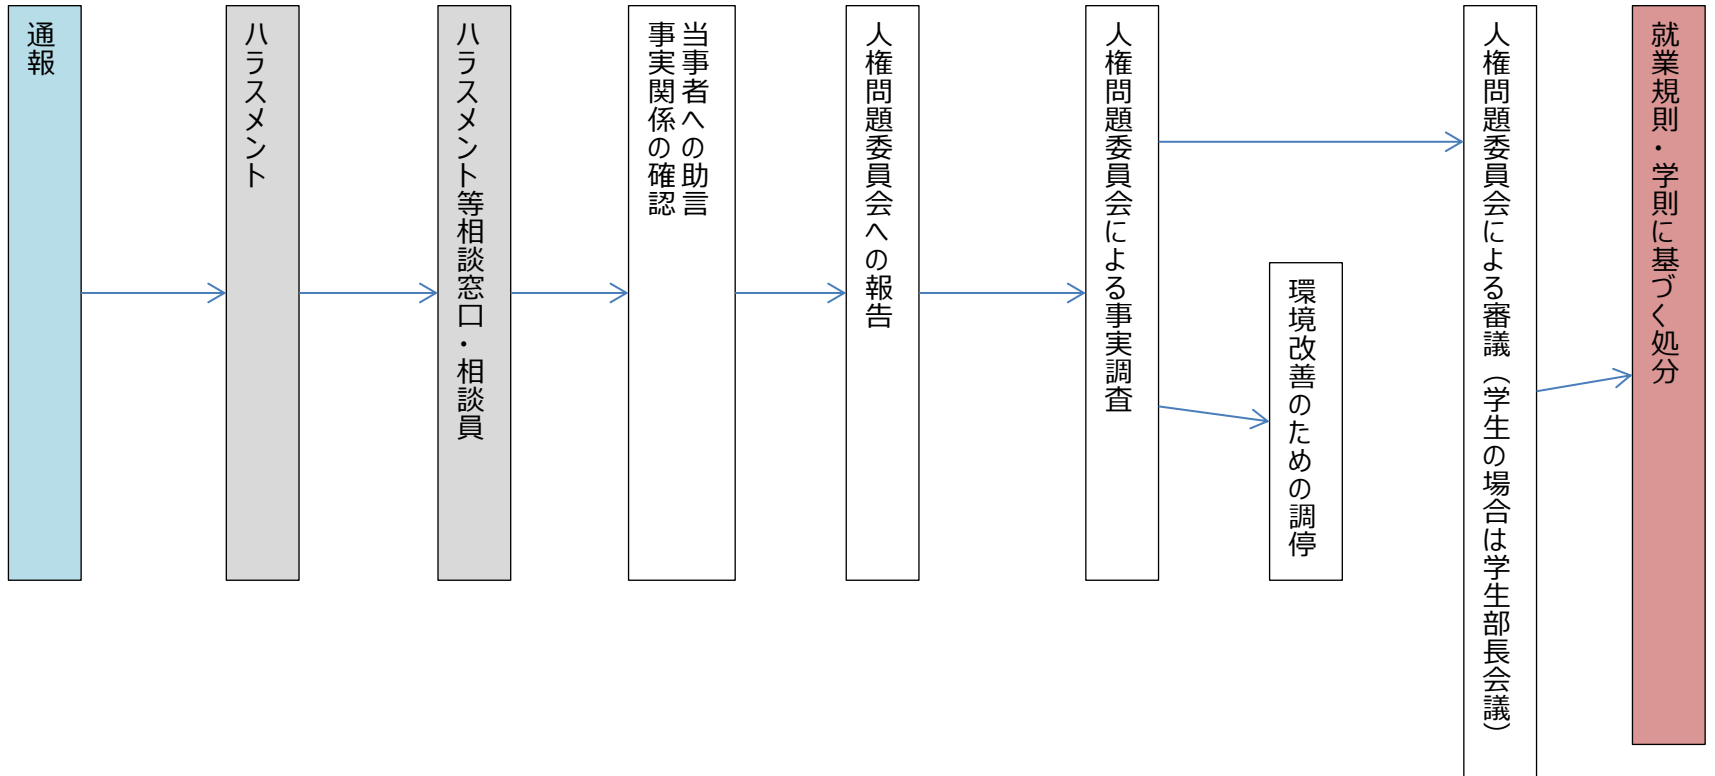 通報
ハラスメント
ハラスメント等相談窓口・相談員
当事者への助言
事実関係の確認
人権問題委員会への報告
人権問題委員会による事実調査
環境改善のための調停
人権問題委員会による審議（学生の場合は学生部長会議）
就業規則・学則に基づく処分